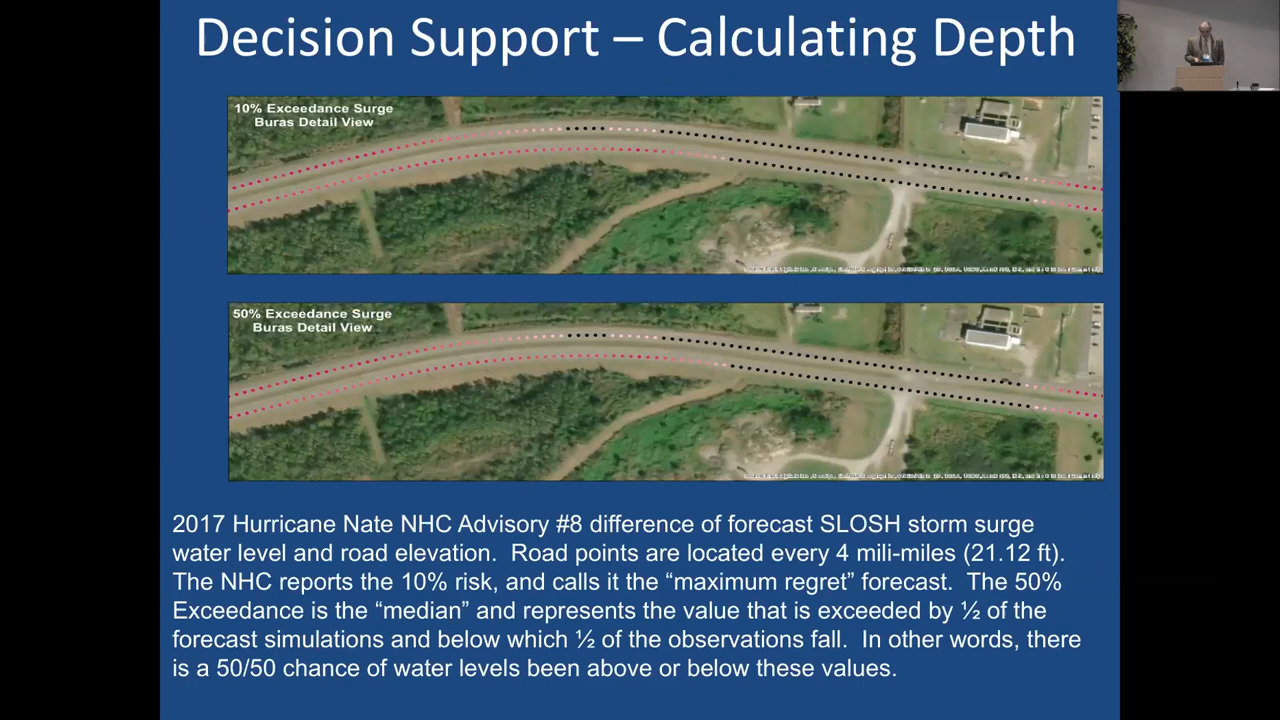 Decision Support – Calculating Depth
10% Exceedance Surge
Buras Detail View
50% Exceedance Surge
Buras Detail View
2017 Hurricane Nate NHC Advisory #8 difference of forecast SLOSH storm surge
water level and road elevation.  Road points are located every 4 mili-miles (21.12 ft).
The NHC reports the 10% risk, and calls it the “maximum regret” forecast.  The 50%
Exceedance is the “median” and represents the value that is exceeded by ½ of the
forecast simulations and below which ½ of the observations fall.  In other words, there
is a 50/50 chance of water levels been above or below these values.